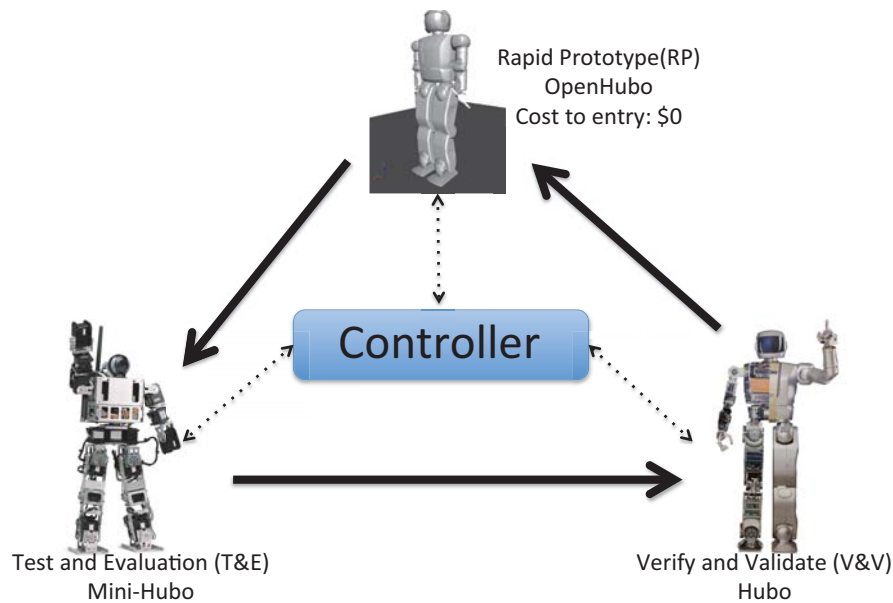 Rapid Prototype(RP)
OpenHubo
Cost to entry: $0
Controller
Test and Evaluation (T&E)
Mini-Hubo
Verify and Validate (V&V)
Hubo